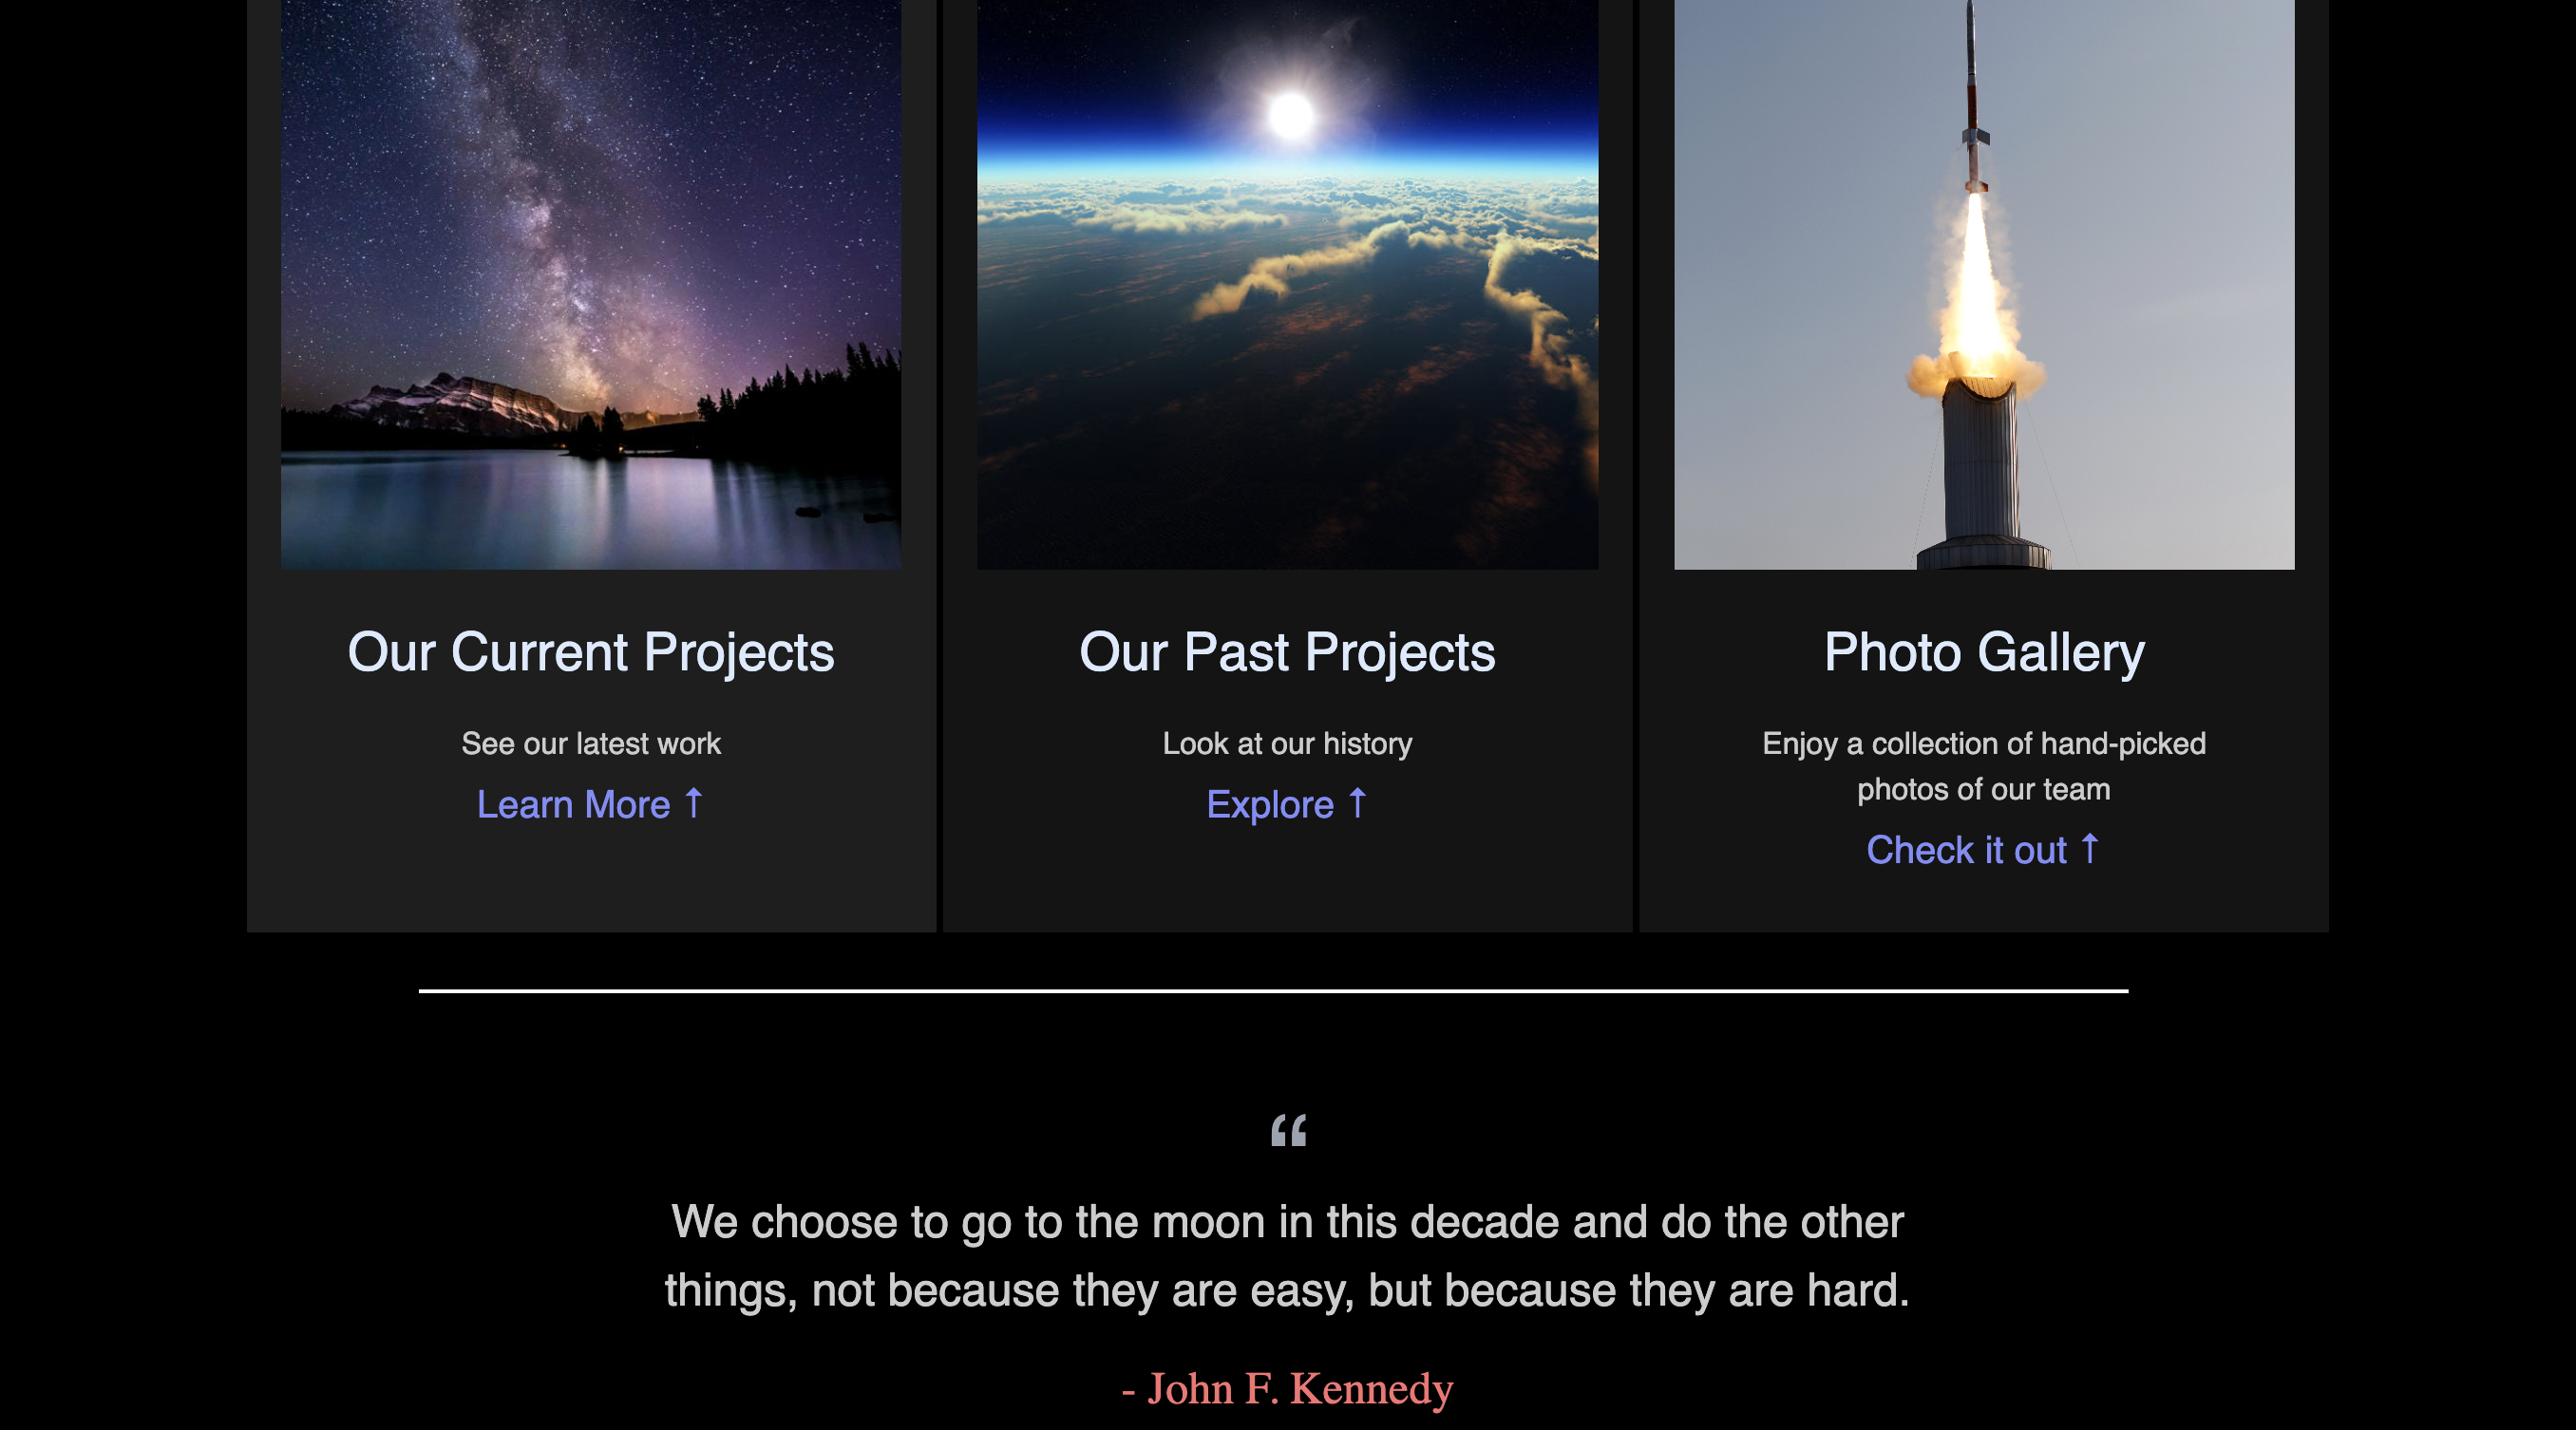 Our Current Projects
See our latest work
Learn More ↑
Our Past Projects
Look at our history
Explore ↑
Photo Gallery
Enjoy a collection of hand-picked
photos of our team
Check it out ↑
“
We choose to go to the moon in this decade and do the other
things, not because they are easy, but because they are hard.
- John F. Kennedy